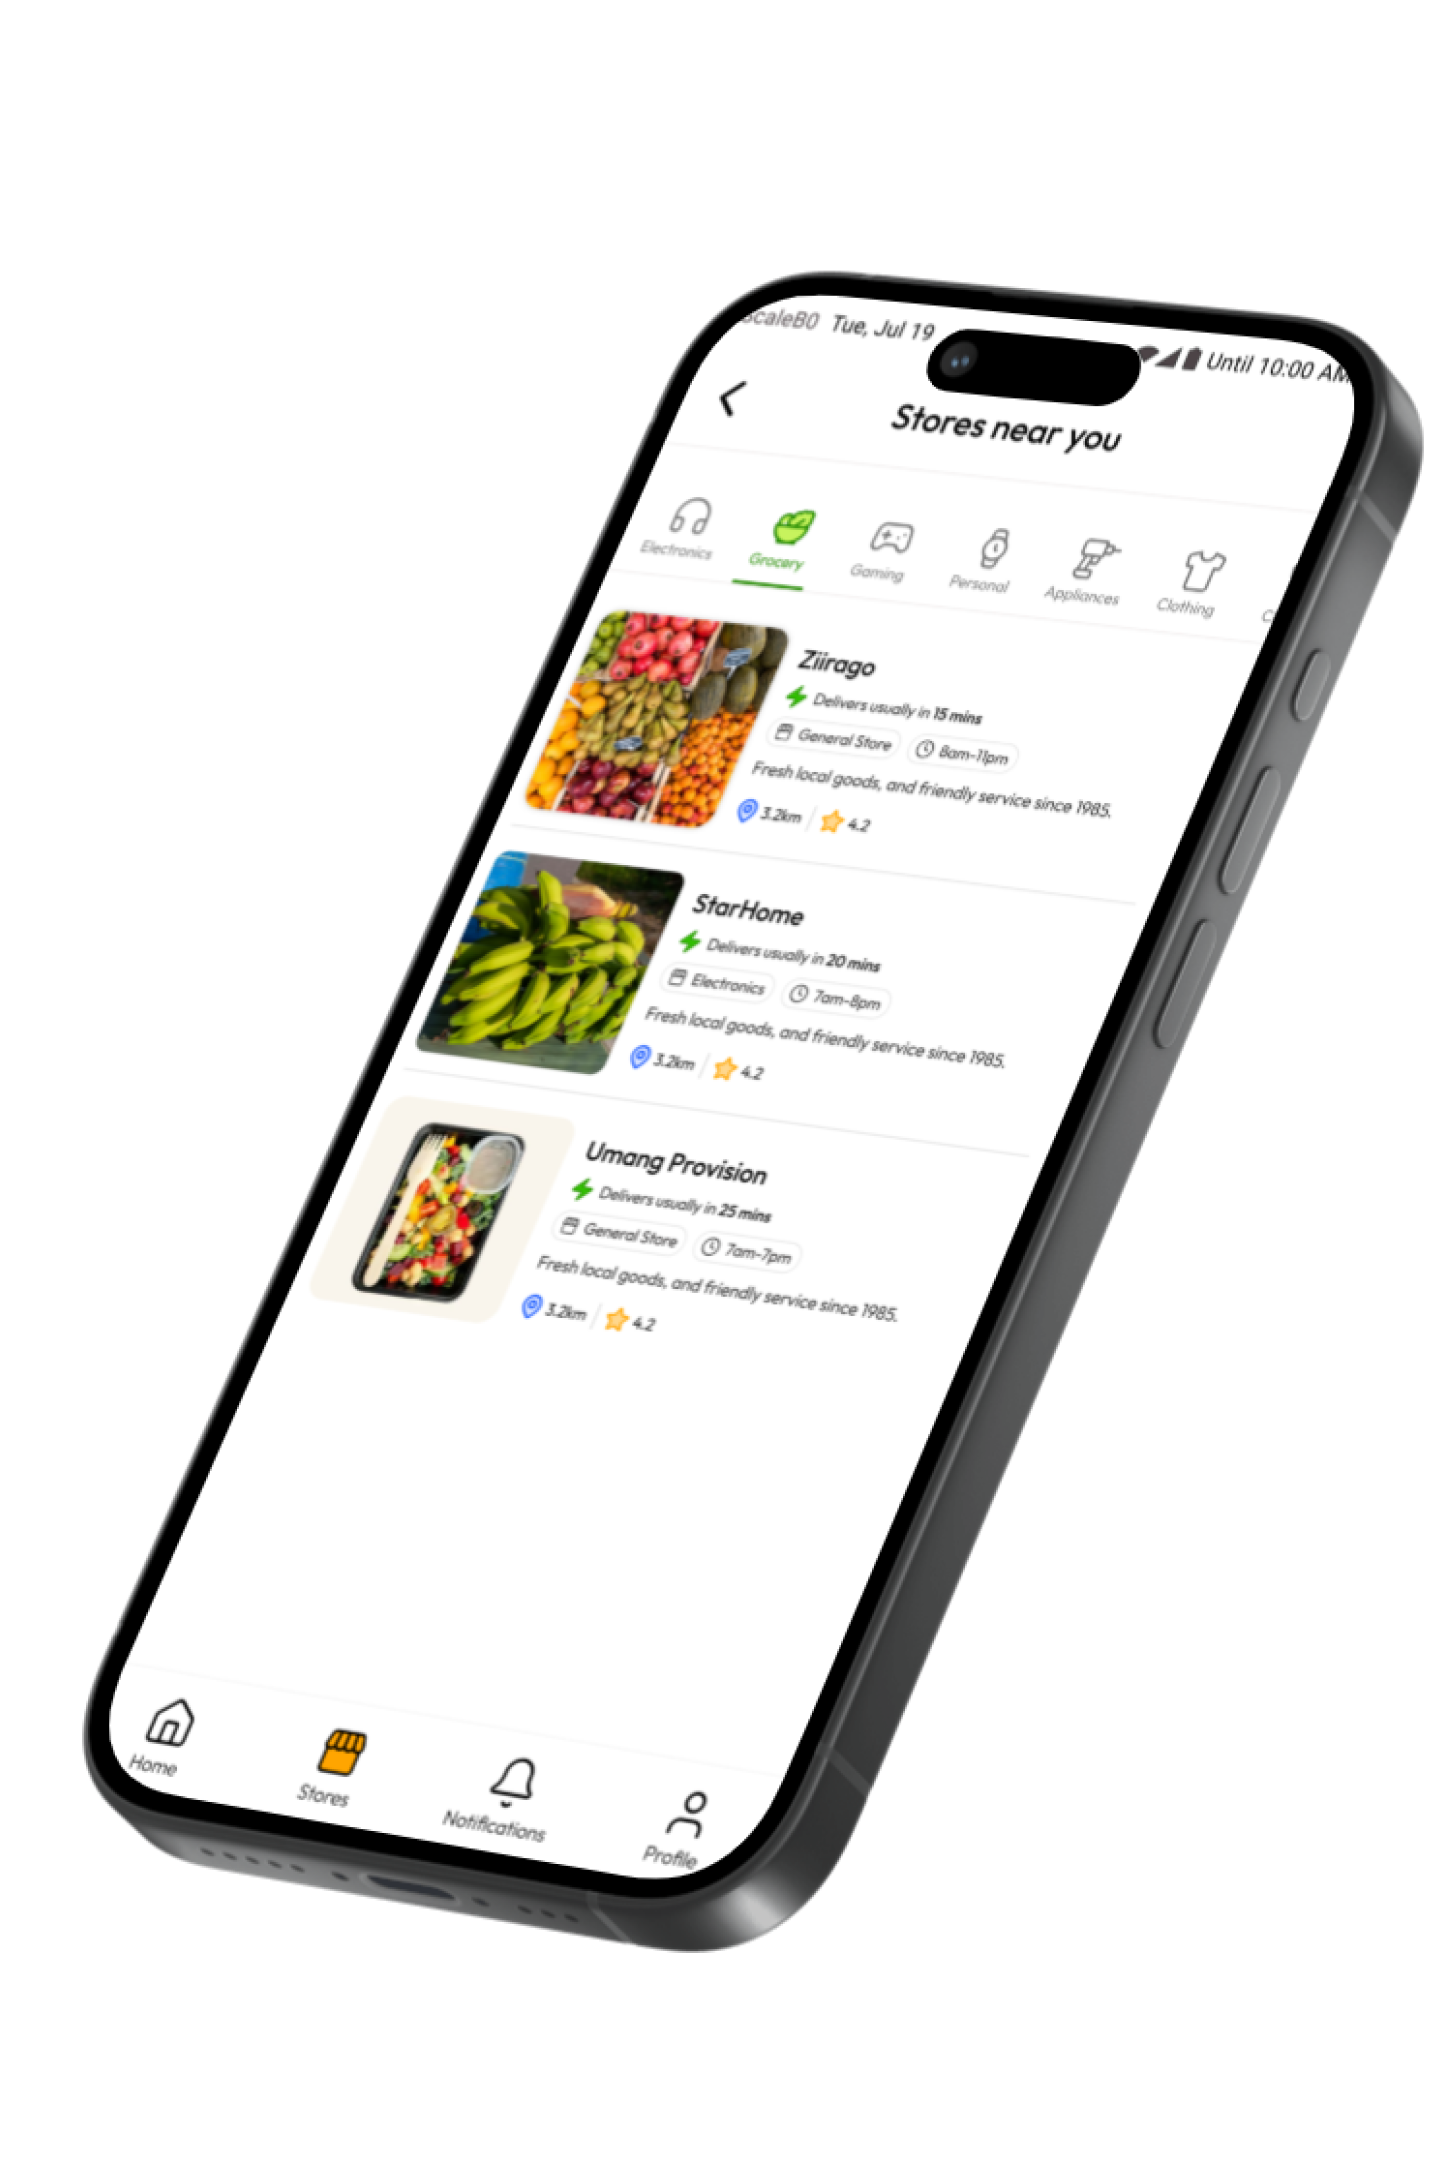 Tue, Jul 19
Until 10:00 AM
Stores near you
Electronics
Grocery
Gaming
Personal
Appliances
Clothing
Ziirago
Delivers usually in 15 mins
General Store 8am-11pm
Fresh local goods, and friendly service since 1985.
3.2km 4.2
StarHome
Delivers usually in 20 mins
Electronics 7am-8pm
Fresh local goods, and friendly service since 1985.
3.2km 4.2
Umang Provision
Delivers usually in 25 mins
General Store 7am-7pm
Fresh local goods, and friendly service since 1985.
3.2km 4.2
Home
Stores
Notifications
Profile